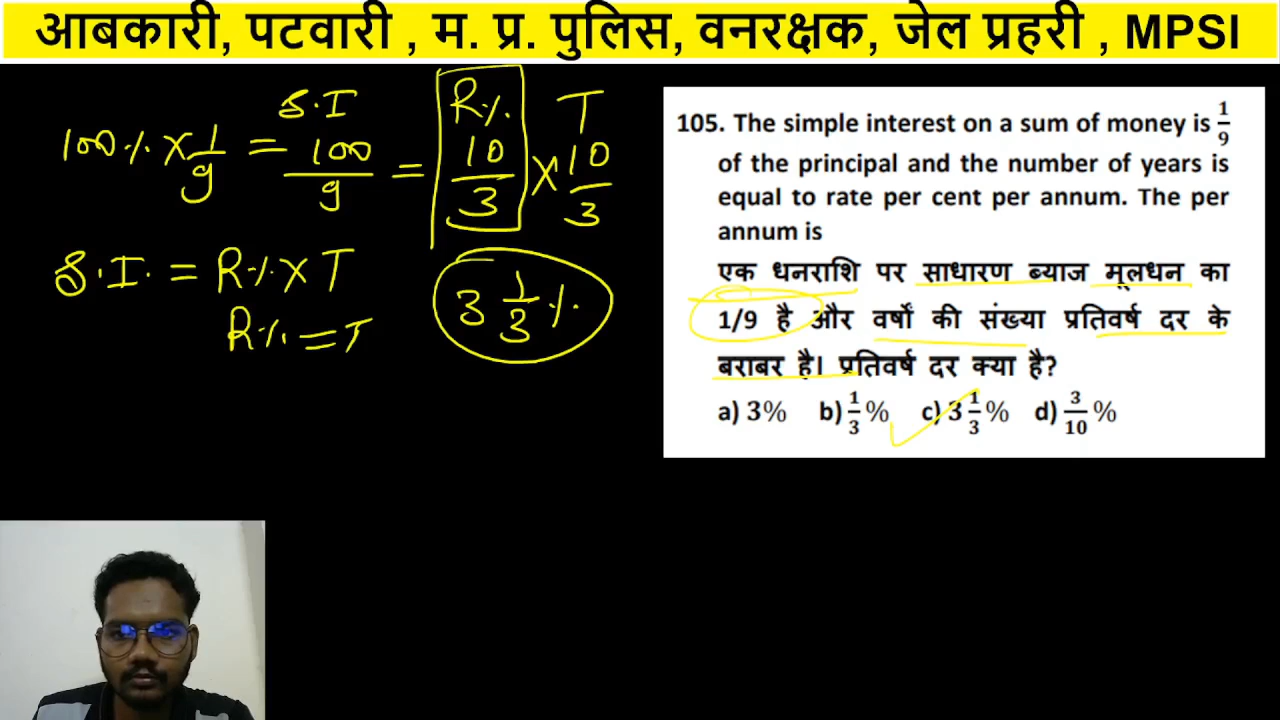 आबकारी, पटवारी , म. प्र. पुलिस, वनरक्षक, जेल प्रहरी , MPSI
100% × 1/9 = S.I 100/9 = R% 10/3 × T 10/3
S.I. = R% × T
R% = T
3 1/3 %
105. The simple interest on a sum of money is 1/9
of the principal and the number of years is
equal to rate per cent per annum. The per
annum is
एक धनराशि पर साधारण ब्याज मूलधन का
1/9 है और वर्षों की संख्या प्रतिवर्ष दर के
बराबर है। प्रतिवर्ष दर क्या है?
a) 3% b) 1/3 % c) 3 1/3 % d) 3/10 %